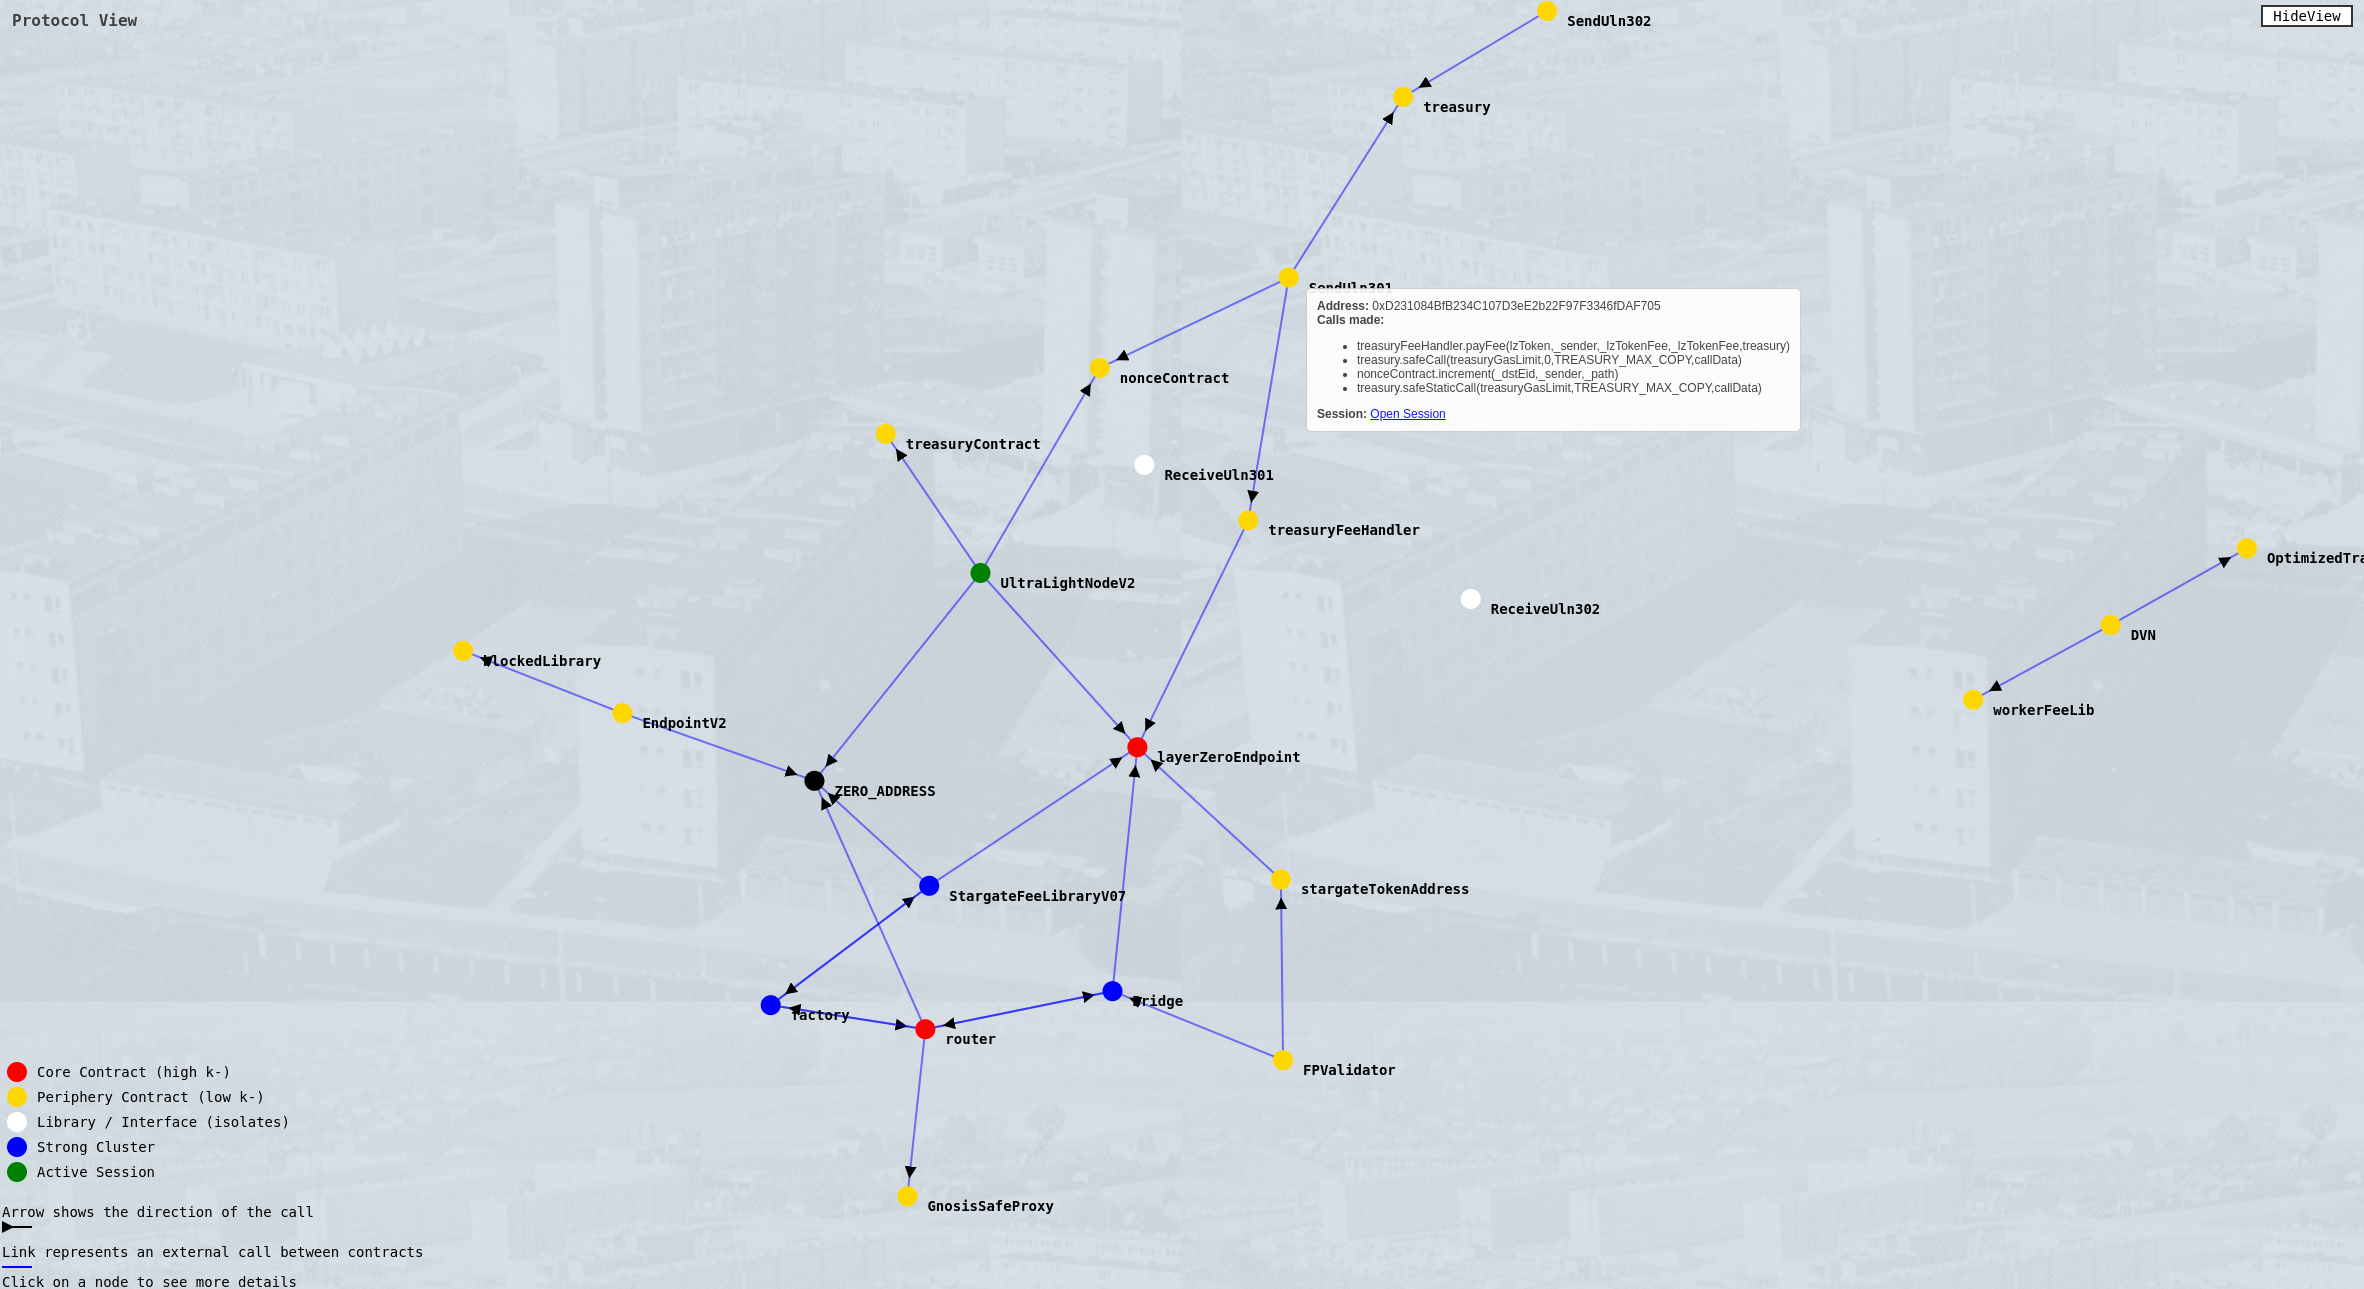 Protocol View
HideView
SendUln302
treasury
SendUln301
Address: 0xD231084BfB234C107D3eE2b22F97F3346fDAF705
Calls made:
treasuryFeeHandler.payFee(lzToken,_sender,_lzTokenFee,_lzTokenFee,treasury)
treasury.safeCall(treasuryGasLimit,0,TREASURY_MAX_COPY,callData)
nonceContract.increment(_dstEid,_sender,_path)
treasury.safeStaticCall(treasuryGasLimit,TREASURY_MAX_COPY,callData)
Session: Open Session
nonceContract
treasuryContract
ReceiveUln301
treasuryFeeHandler
OptimizedTra
UltraLightNodeV2
ReceiveUln302
DVN
blockedLibrary
workerFeeLib
EndpointV2
layerZeroEndpoint
ZERO_ADDRESS
stargateTokenAddress
StargateFeeLibraryV07
Bridge
factory
router
FPValidator
GnosisSafeProxy
Core Contract (high k-)
Periphery Contract (low k-)
Library / Interface (isolates)
Strong Cluster
Active Session
Arrow shows the direction of the call
Link represents an external call between contracts
Click on a node to see more details